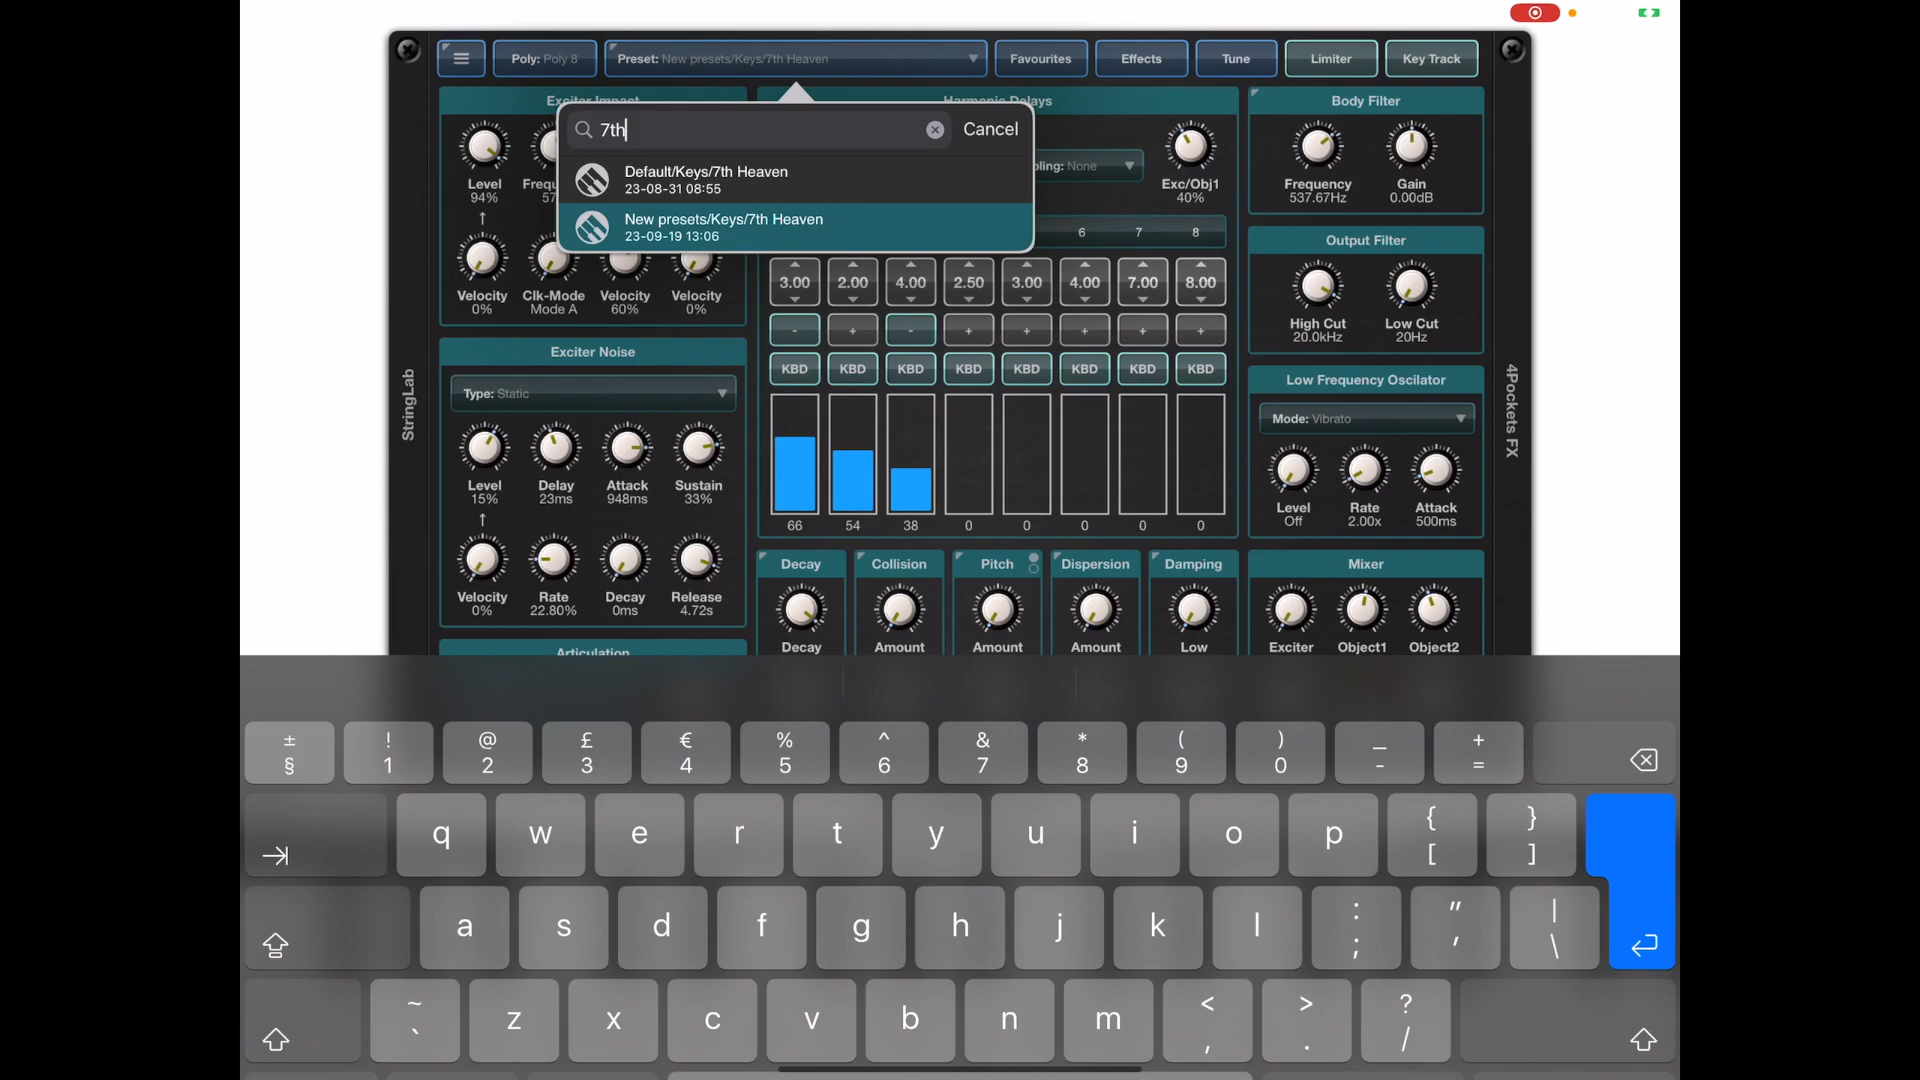 Poly: Poly 8
Preset: New presets/Keys/7th Heaven
Favourites
Effects
Tune
Limiter
Key Track
7th
Cancel
Default/Keys/7th Heaven
23-08-31 08:55
New presets/Keys/7th Heaven
23-09-19 13:06
Exciter Impact
Level
94%
Velocity
0%
Clk-Mode
Mode A
Velocity
60%
Velocity
0%
Exciter Noise
Type: Static
Level
15%
Delay
23ms
Attack
948ms
Sustain
33%
Velocity
0%
Rate
22.80%
Decay
0ms
Release
4.72s
Articulation
StringLab
Harmonic Delays
None
Exc/Obj1
40%
6 7 8
3.00 2.00 4.00 2.50 3.00 4.00 7.00 8.00
- + - + + + + +
KBD KBD KBD KBD KBD KBD KBD KBD
66 54 38 0 0 0 0 0
Decay
Decay
Collision
Amount
Pitch
Amount
Dispersion
Amount
Damping
Low
Body Filter
Frequency
537.67Hz
Gain
0.00dB
Output Filter
High Cut
20.0kHz
Low Cut
20Hz
Low Frequency Oscilator
Mode: Vibrato
Level
Off
Rate
2.00x
Attack
500ms
Mixer
Exciter
Object1
Object2
4Pockets FX
± ! @ £ € % ^ & * ( ) _ +
§ 1 2 3 4 5 6 7 8 9 0 - =
q w e r t y u i o p { }
[ ]
a s d f g h j k l : " |
; ' \
~ z x c v b n m < > ?
` , . /